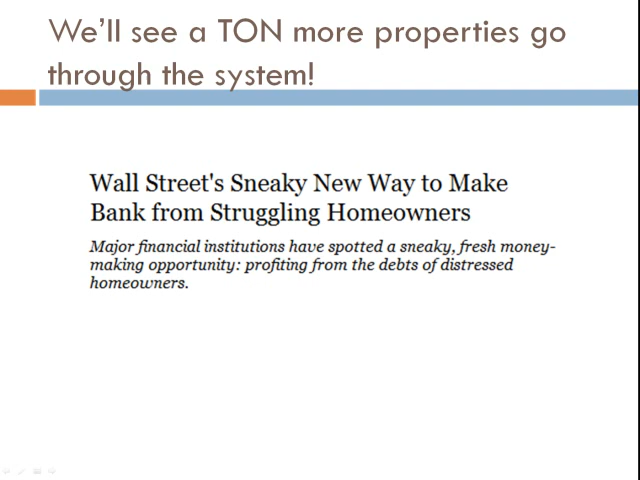 We’ll see a TON more properties go
through the system!
Wall Street's Sneaky New Way to Make
Bank from Struggling Homeowners
Major financial institutions have spotted a sneaky, fresh money-
making opportunity: profiting from the debts of distressed
homeowners.